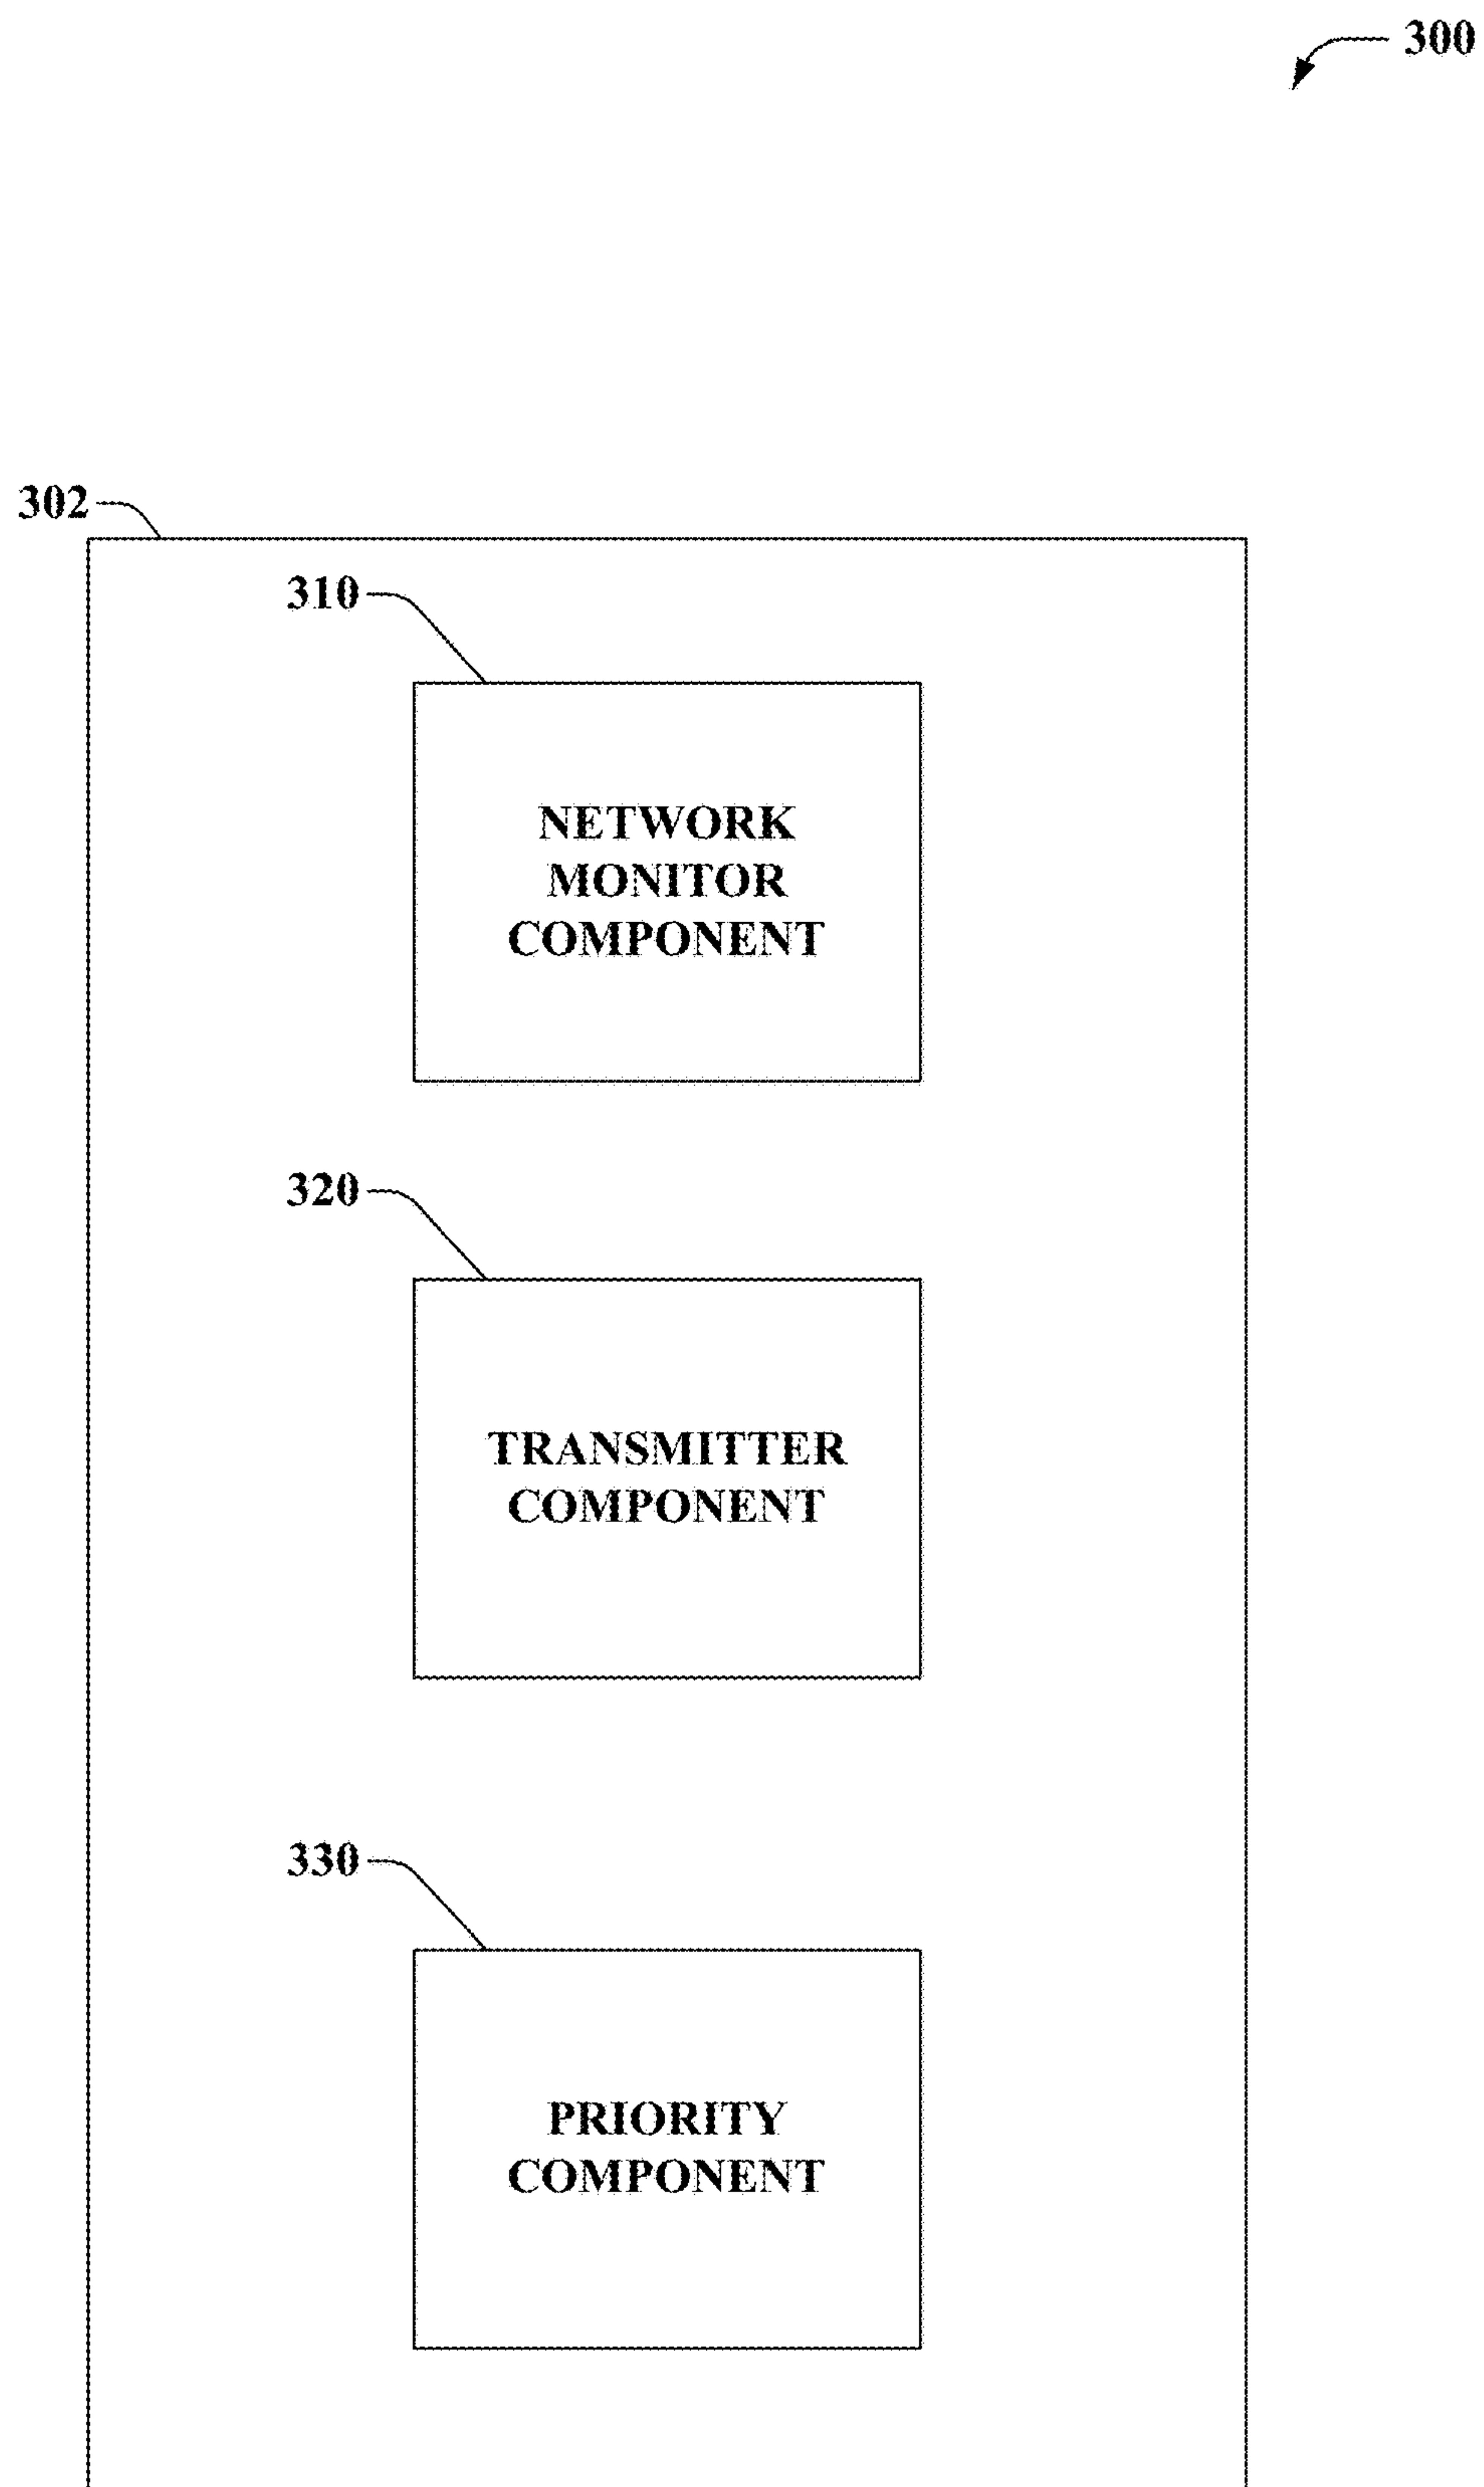 300
302
310
NETWORK
MONITOR
COMPONENT
320
TRANSMITTER
COMPONENT
330
PRIORITY
COMPONENT